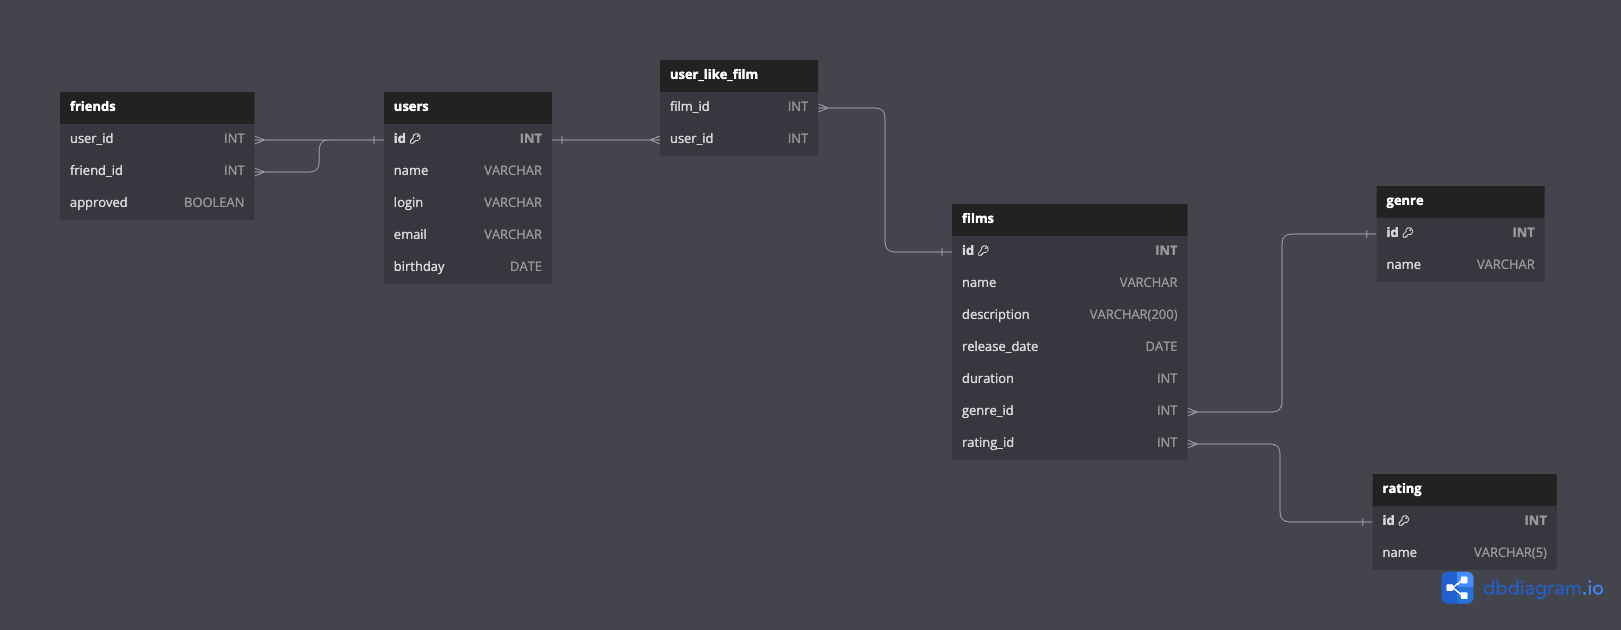 friends
user_id INT
friend_id INT
approved BOOLEAN
users
id INT
name VARCHAR
login VARCHAR
email VARCHAR
birthday DATE
user_like_film
film_id INT
user_id INT
films
id INT
name VARCHAR
description VARCHAR(200)
release_date DATE
duration INT
genre_id INT
rating_id INT
genre
id INT
name VARCHAR
rating
id INT
name VARCHAR(5)
dbdiagram.io